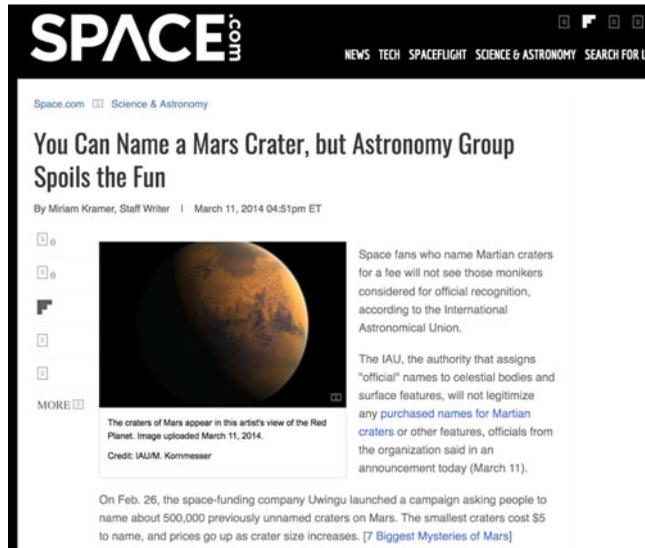 SPACE.com
NEWS TECH SPACEFLIGHT SCIENCE & ASTRONOMY SEARCH FOR L
Space.com Science & Astronomy
You Can Name a Mars Crater, but Astronomy Group
Spoils the Fun
By Miriam Kramer, Staff Writer | March 11, 2014 04:51pm ET
0
0
MORE
Space fans who name Martian craters
for a fee will not see those monikers
considered for official recognition,
according to the International
Astronomical Union.
The IAU, the authority that assigns
"official" names to celestial bodies and
surface features, will not legitimize
any purchased names for Martian
craters or other features, officials from
the organization said in an
announcement today (March 11).
The craters of Mars appear in this artist's view of the Red
Planet. Image uploaded March 11, 2014.
Credit: IAU/M. Kornmesser
On Feb. 26, the space-funding company Uwingu launched a campaign asking people to
name about 500,000 previously unnamed craters on Mars. The smallest craters cost $5
to name, and prices go up as crater size increases. [7 Biggest Mysteries of Mars]